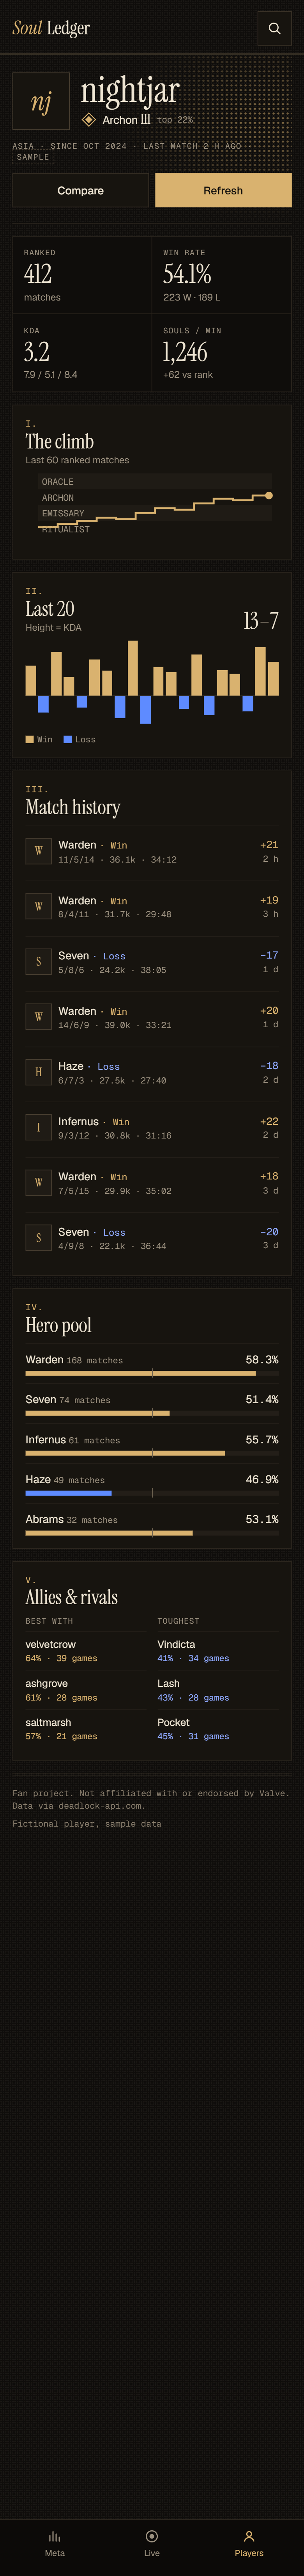 Soul Ledger
nj
nightjar
Archon III top 22%
ASIA · SINCE OCT 2024 · LAST MATCH 2 H AGO
SAMPLE
Compare
Refresh
RANKED
412
matches
WIN RATE
54.1%
223 W · 189 L
KDA
3.2
7.9 / 5.1 / 8.4
SOULS / MIN
1,246
+62 vs rank
I.
The climb
Last 60 ranked matches
ORACLE
ARCHON
EMISSARY
RITUALIST
II.
Last 20
Height = KDA
13–7
Win
Loss
III.
Match history
W
Warden · Win
11/5/14 · 36.1k · 34:12
+21
2 h
W
Warden · Win
8/4/11 · 31.7k · 29:48
+19
3 h
S
Seven · Loss
5/8/6 · 24.2k · 38:05
−17
1 d
W
Warden · Win
14/6/9 · 39.0k · 33:21
+20
1 d
H
Haze · Loss
6/7/3 · 27.5k · 27:40
−18
2 d
I
Infernus · Win
9/3/12 · 30.8k · 31:16
+22
2 d
W
Warden · Win
7/5/15 · 29.9k · 35:02
+18
3 d
S
Seven · Loss
4/9/8 · 22.1k · 36:44
−20
3 d
IV.
Hero pool
Warden 168 matches
58.3%
Seven 74 matches
51.4%
Infernus 61 matches
55.7%
Haze 49 matches
46.9%
Abrams 32 matches
53.1%
V.
Allies & rivals
BEST WITH
velvetcrow
64% · 39 games
ashgrove
61% · 28 games
saltmarsh
57% · 21 games
TOUGHEST
Vindicta
41% · 34 games
Lash
43% · 28 games
Pocket
45% · 31 games
Fan project. Not affiliated with or endorsed by Valve.
Data via deadlock-api.com.
Fictional player, sample data
Meta
Live
Players